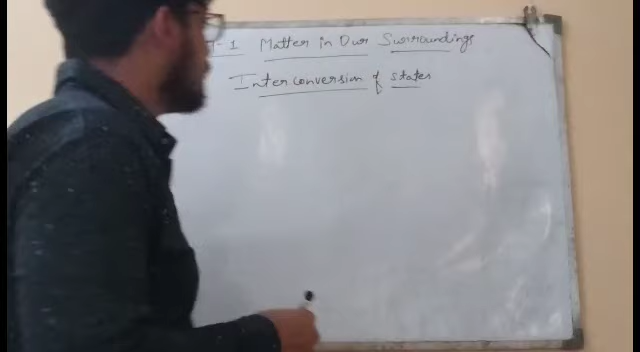 -1 Matter in Our Surroundings
Interconversion of states